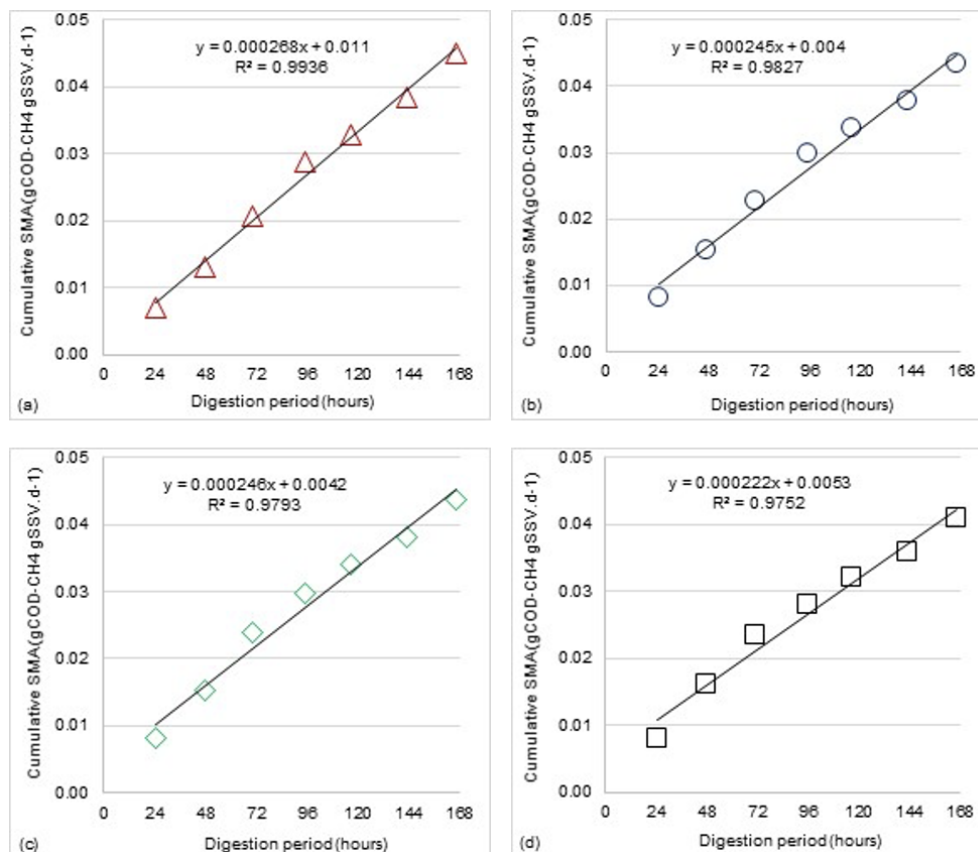 y = 0.000268x + 0.011
R² = 0.9936
Cumulative SMA(gCOD-CH4 gSSV.d-1)
0.05
0.04
0.03
0.02
0.01
0.00
0 24 48 72 96 120 144 168
(a) Digestion period (hours)
y = 0.000245x + 0.004
R² = 0.9827
Cumulative SMA(gCOD-CH4 gSSV.d-1)
0.05
0.04
0.03
0.02
0.01
0.00
0 24 48 72 96 120 144 168
(b) Digestion period (hours)
y = 0.000246x + 0.0042
R² = 0.9793
Cumulative SMA(gCOD-CH4 gSSV.d-1)
0.05
0.04
0.03
0.02
0.01
0.00
0 24 48 72 96 120 144 168
(c) Digestion period (hours)
y = 0.000222x + 0.0053
R² = 0.9752
Cumulative SMA(gCOD-CH4 gSSV.d-1)
0.05
0.04
0.03
0.02
0.01
0.00
0 24 48 72 96 120 144 168
(d) Digestion period (hours)